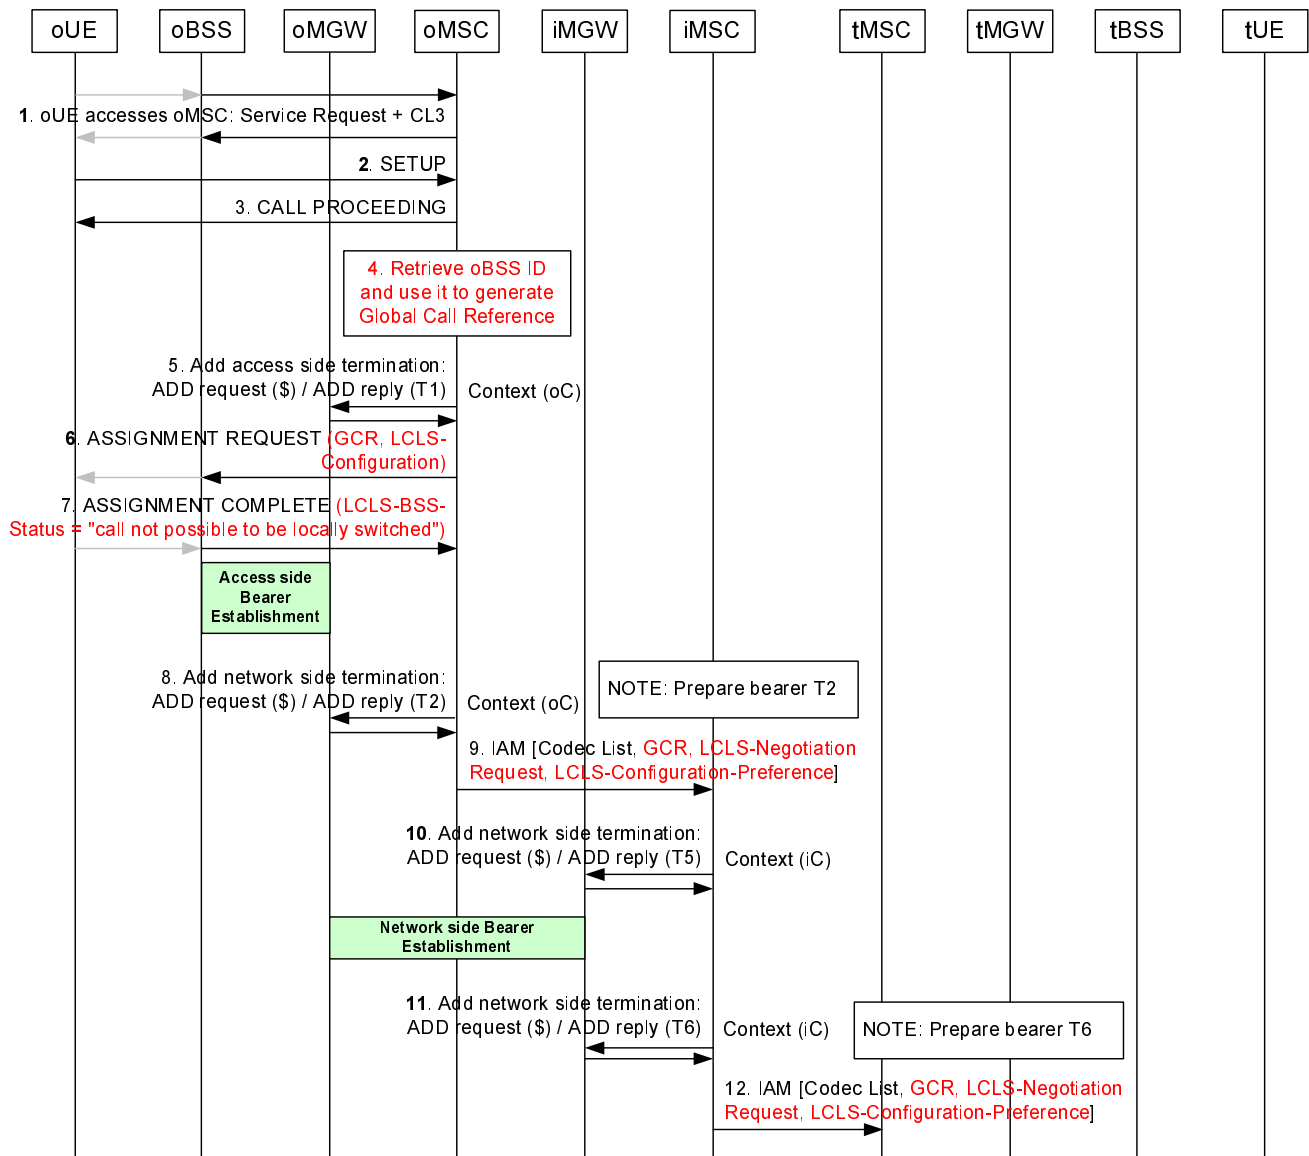 oUE oBSS oMGW oMSC iMGW iMSC tMSC tMGW tBSS tUE
1. oUE accesses oMSC: Service Request + CL3
2. SETUP
3. CALL PROCEEDING
4. Retrieve oBSS ID
and use it to generate
Global Call Reference
5. Add access side termination:
ADD request ($) / ADD reply (T1)
Context (oC)
6. ASSIGNMENT REQUEST (GCR, LCLS-
Configuration)
7. ASSIGNMENT COMPLETE (LCLS-BSS-
Status = "call not possible to be locally switched")
Access side
Bearer
Establishment
8. Add network side termination:
ADD request ($) / ADD reply (T2)
Context (oC)
NOTE: Prepare bearer T2
9. IAM [Codec List, GCR, LCLS-Negotiation
Request, LCLS-Configuration-Preference]
10. Add network side termination:
ADD request ($) / ADD reply (T5)
Context (iC)
Network side Bearer
Establishment
11. Add network side termination:
ADD request ($) / ADD reply (T6)
Context (iC)
NOTE: Prepare bearer T6
12. IAM [Codec List, GCR, LCLS-Negotiation
Request, LCLS-Configuration-Preference]